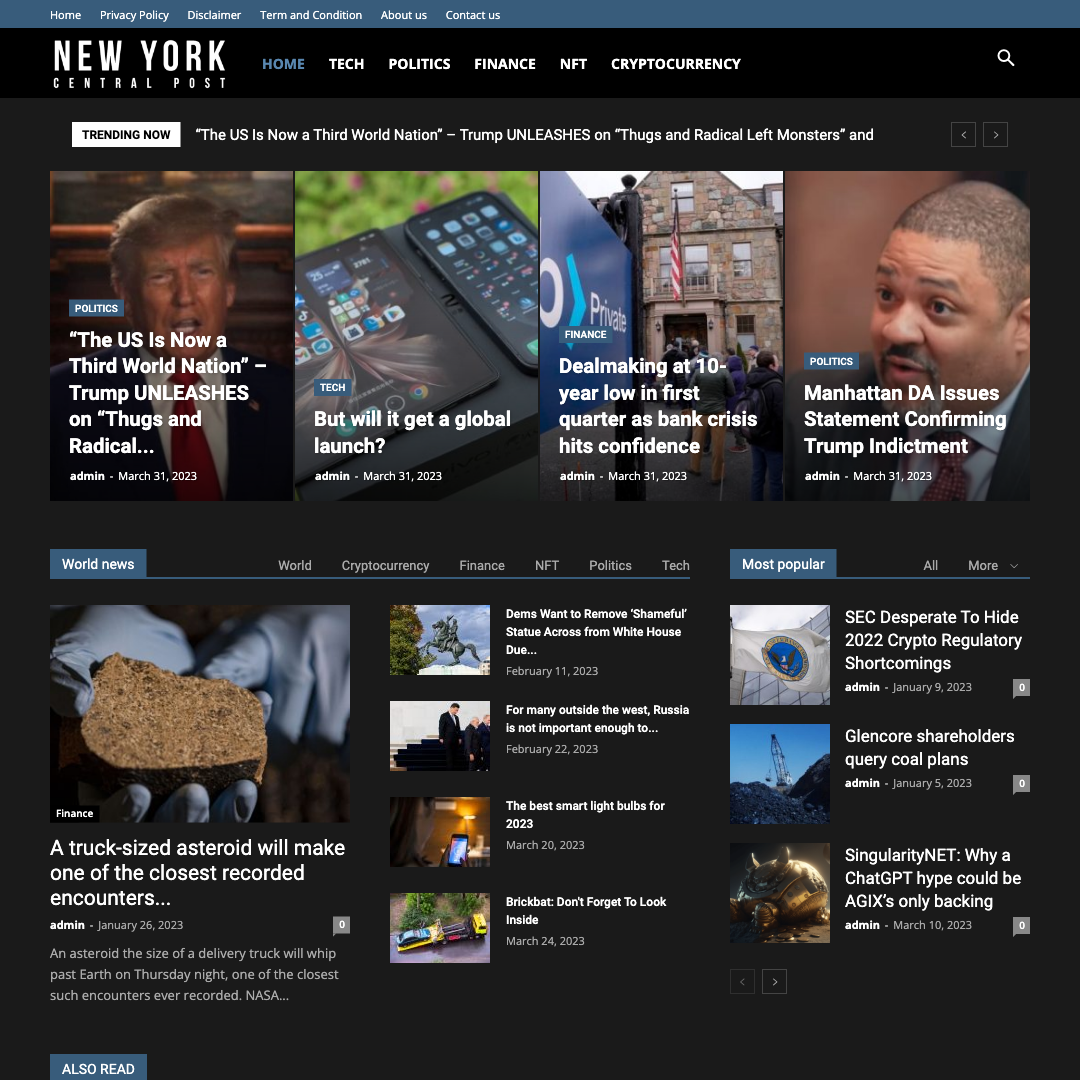 Home Privacy Policy Disclaimer Term and Condition About us Contact us
NEW YORK
CENTRAL POST
HOME TECH POLITICS FINANCE NFT CRYPTOCURRENCY
TRENDING NOW
“The US Is Now a Third World Nation” – Trump UNLEASHES on “Thugs and Radical Left Monsters” and
POLITICS
“The US Is Now a
Third World Nation” –
Trump UNLEASHES
on “Thugs and
Radical...
admin - March 31, 2023
TECH
But will it get a global
launch?
admin - March 31, 2023
Private
FINANCE
Dealmaking at 10-
year low in first
quarter as bank crisis
hits confidence
admin - March 31, 2023
POLITICS
Manhattan DA Issues
Statement Confirming
Trump Indictment
admin - March 31, 2023
World news
World Cryptocurrency Finance NFT Politics Tech
Finance
A truck-sized asteroid will make
one of the closest recorded
encounters...
admin - January 26, 2023
0
An asteroid the size of a delivery truck will whip
past Earth on Thursday night, one of the closest
such encounters ever recorded. NASA...
Dems Want to Remove ‘Shameful’
Statue Across from White House
Due...
February 11, 2023
For many outside the west, Russia
is not important enough to...
February 22, 2023
The best smart light bulbs for
2023
March 20, 2023
Brickbat: Don't Forget To Look
Inside
March 24, 2023
Most popular
All More
SEC Desperate To Hide
2022 Crypto Regulatory
Shortcomings
admin - January 9, 2023
0
Glencore shareholders
query coal plans
admin - January 5, 2023
0
SingularityNET: Why a
ChatGPT hype could be
AGIX’s only backing
admin - March 10, 2023
0
ALSO READ